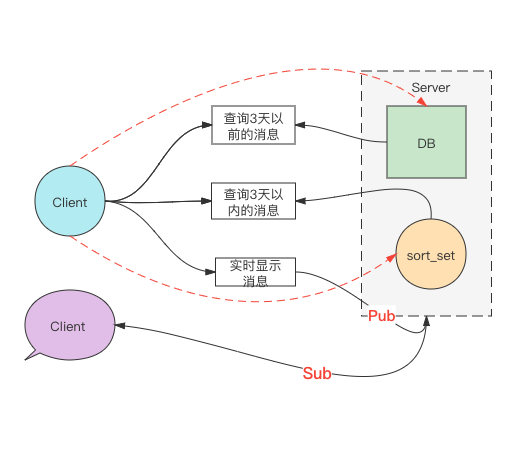 Server
查询3天以
前的消息
DB
Client
查询3天以
内的消息
sort_set
实时显示
消息
Pub
Client
Sub